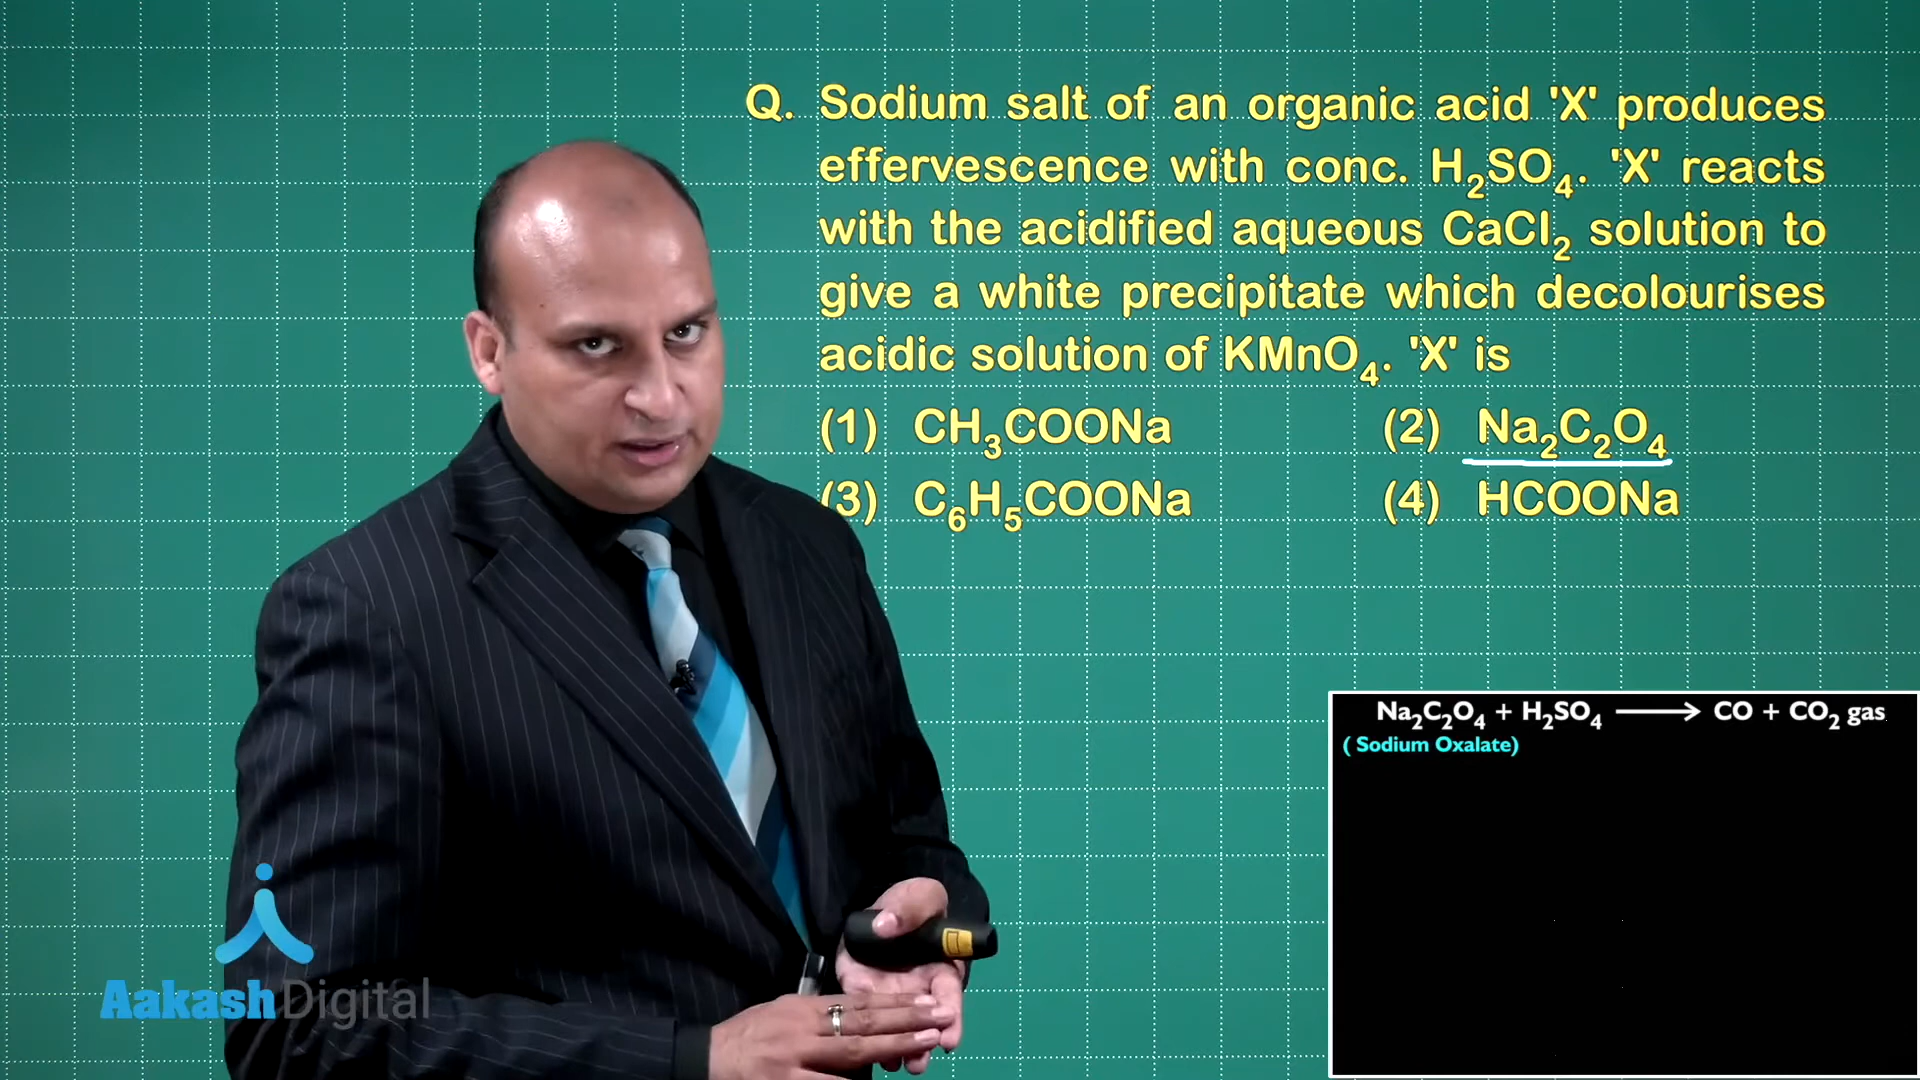 Q. Sodium salt of an organic acid 'X' produces
effervescence with conc. H₂SO₄. 'X' reacts
with the acidified aqueous CaCl₂ solution to
give a white precipitate which decolourises
acidic solution of KMnO₄. 'X' is
(1) CH₃COONa (2) Na₂C₂O₄
(3) C₆H₅COONa (4) HCOONa
Na₂C₂O₄ + H₂SO₄ ⟶ CO + CO₂ gas
( Sodium Oxalate)
Aakash Digital